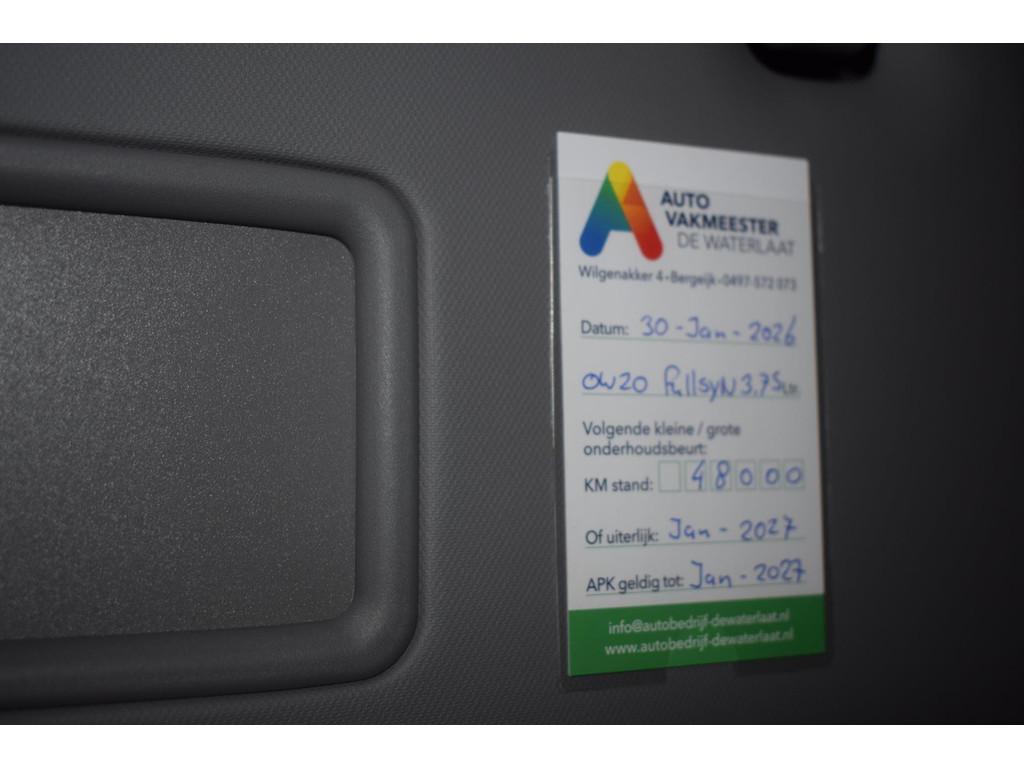 AUTO
VAKMEESTER
DE WATERLAAT
Wilgenakker 4 • Bergeijk • 0497-572 073
Datum: 30 - Jan - 2026
0W20 FullsyN 3.75 Ltr.
Volgende kleine / grote
onderhoudsbeurt:
KM stand: 48000
Of uiterlijk: Jan - 2027
APK geldig tot: Jan - 2027
info@autobedrijf-dewaterlaat.nl
www.autobedrijf-dewaterlaat.nl